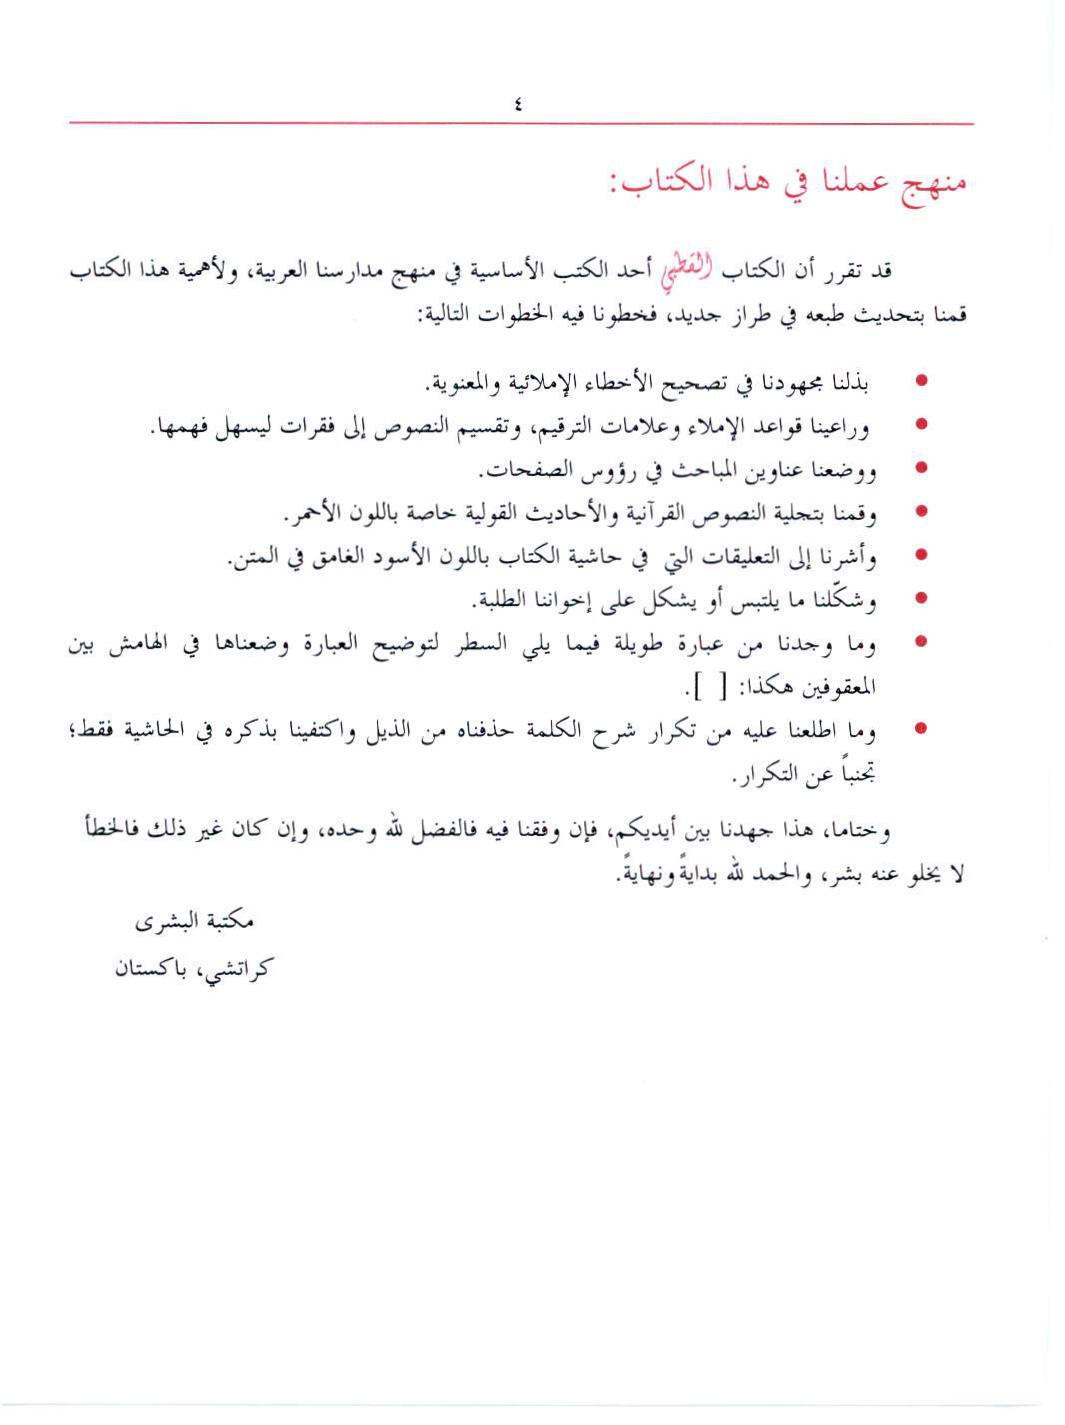 ٤
منهج عملنا في هذا الكتاب:
قد تقرر أن الكتاب القطبي أحد الكتب الأساسية في منهج مدارسنا العربية، ولأهمية هذا الكتاب
قمنا بتحديث طبعه في طراز جديد، فخطونا فيه الخطوات التالية:
• بذلنا مجهودنا في تصحيح الأخطاء الإملائية والمعنوية.
• وراعينا قواعد الإملاء وعلامات الترقيم، وتقسيم النصوص إلى فقرات ليسهل فهمها.
• ووضعنا عناوين المباحث في رؤوس الصفحات.
• وقمنا بتجلية النصوص القرآنية والأحاديث القولية خاصة باللون الأحمر.
• وأشرنا إلى التعليقات التي في حاشية الكتاب باللون الأسود الغامق في المتن.
• وشكّلنا ما يلتبس أو يشكل على إخواننا الطلبة.
• وما وجدنا من عبارة طويلة فيما يلي السطر لتوضيح العبارة وضعناها في الهامش بين
المعقوفين هكذا: [ ].
• وما اطلعنا عليه من تكرار شرح الكلمة حذفناه من الذيل واكتفينا بذكره في الحاشية فقط؛
تجنباً عن التكرار.
وختاما، هذا جهدنا بين أيديكم، فإن وفقنا فيه فالفضل لله وحده، وإن كان غير ذلك فالخطأ
لا يخلو عنه بشر، والحمد لله بدايةً ونهايةً.
مكتبة البشرى
كراتشي، باكستان